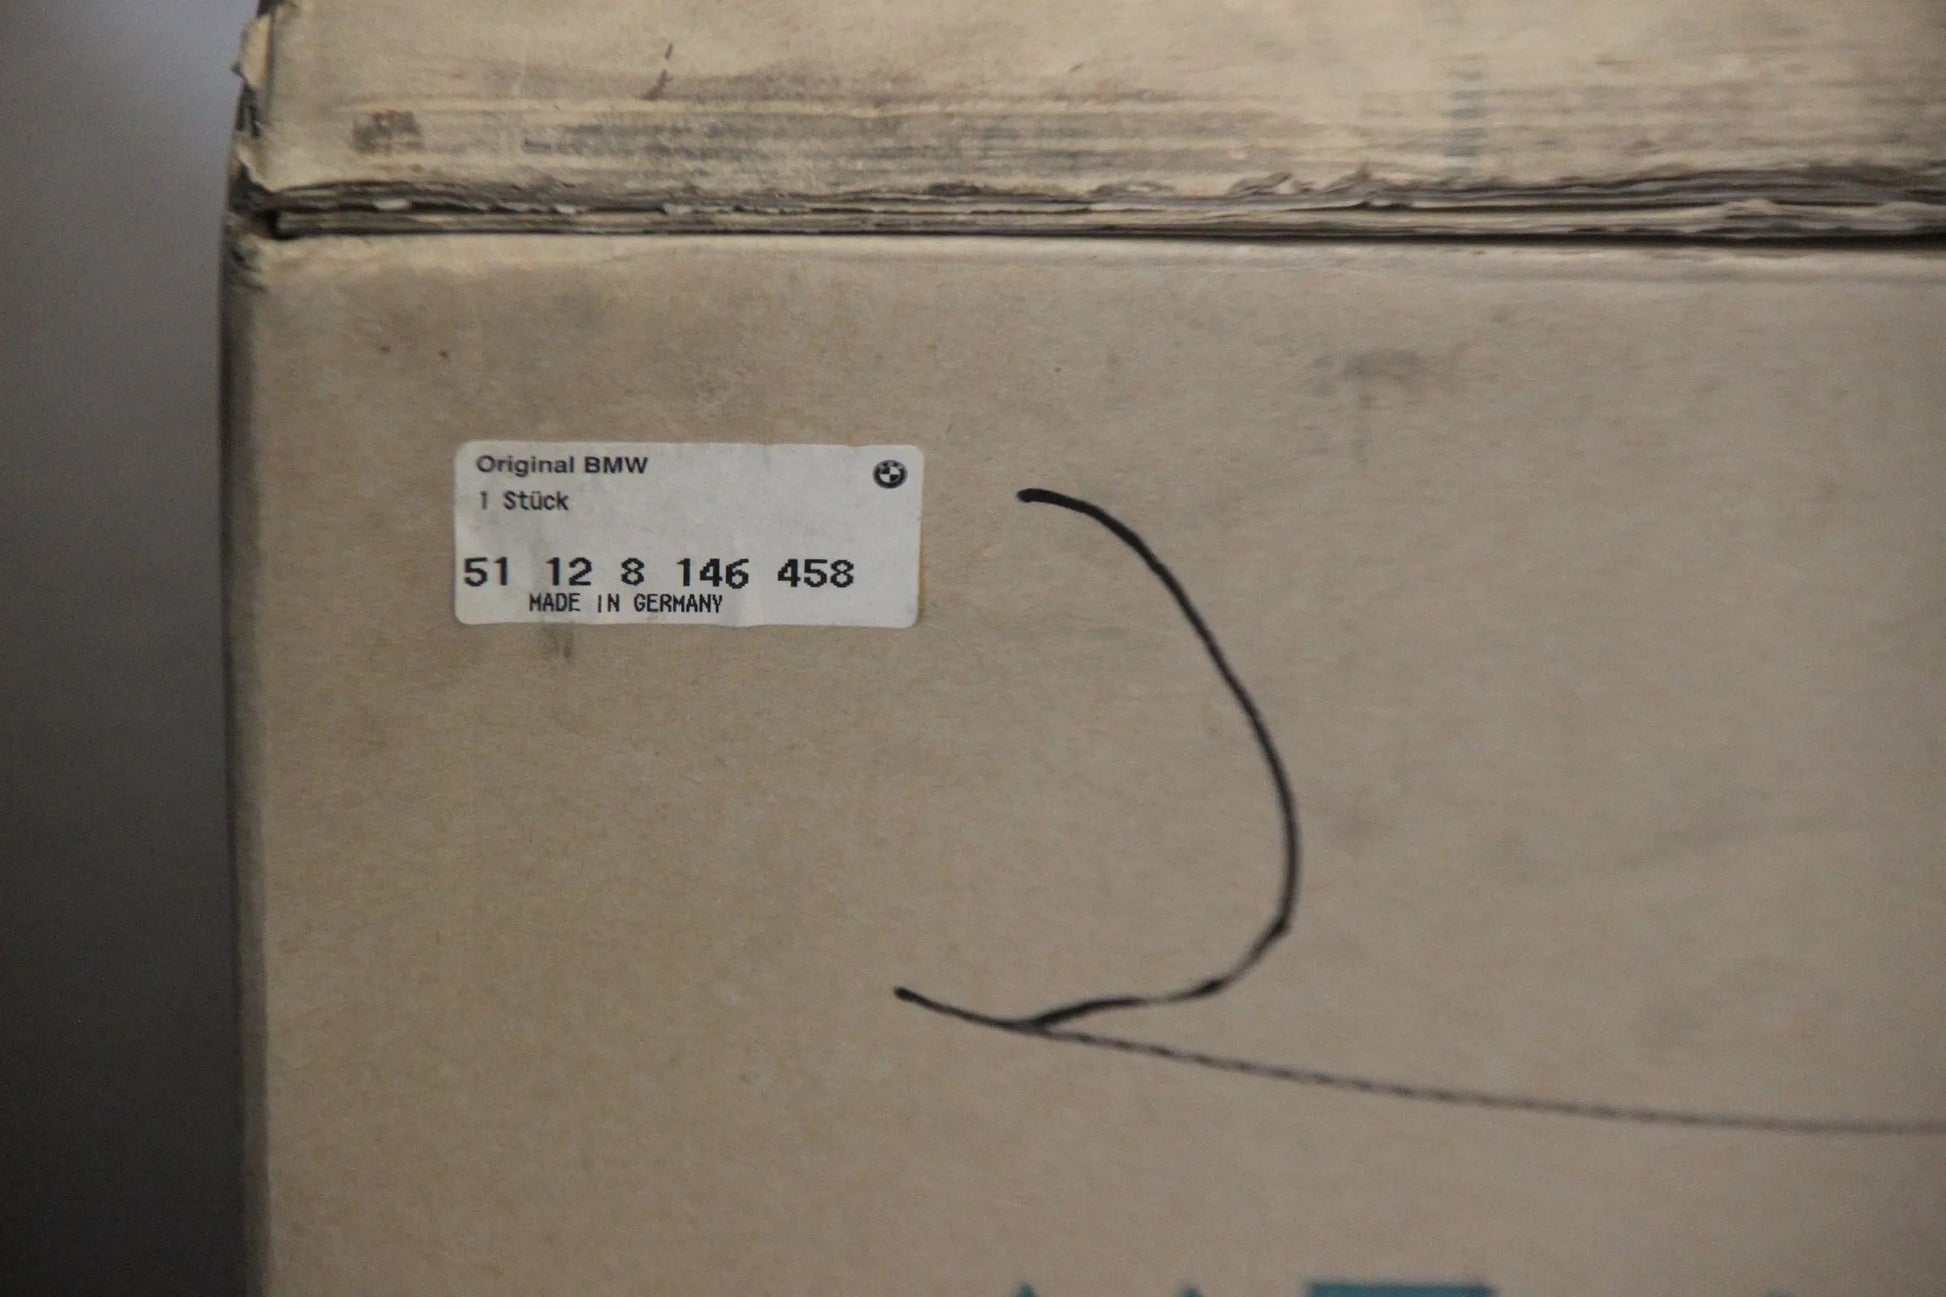 Original BMW
1 Stück
51 12 8 146 458
MADE IN GERMANY